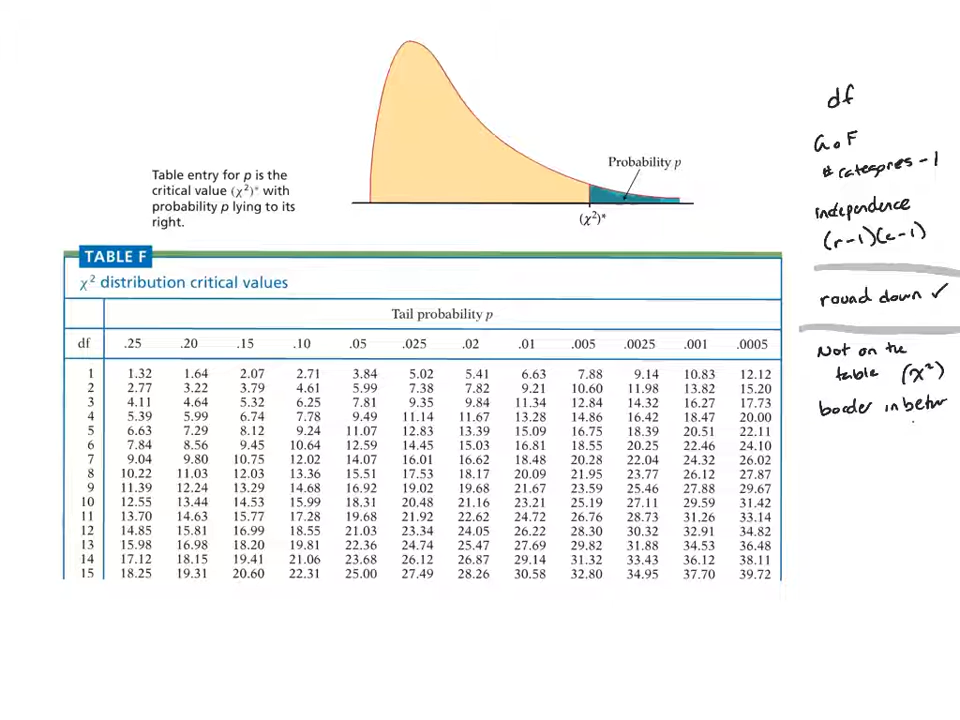 Probability p
Table entry for p is the
critical value (χ²)* with
probability p lying to its
right.
(χ²)*
TABLE F
χ² distribution critical values
Tail probability p
df .25 .20 .15 .10 .05 .025 .02 .01 .005 .0025 .001 .0005
1 1.32 1.64 2.07 2.71 3.84 5.02 5.41 6.63 7.88 9.14 10.83 12.12
2 2.77 3.22 3.79 4.61 5.99 7.38 7.82 9.21 10.60 11.98 13.82 15.20
3 4.11 4.64 5.32 6.25 7.81 9.35 9.84 11.34 12.84 14.32 16.27 17.73
4 5.39 5.99 6.74 7.78 9.49 11.14 11.67 13.28 14.86 16.42 18.47 20.00
5 6.63 7.29 8.12 9.24 11.07 12.83 13.39 15.09 16.75 18.39 20.51 22.11
6 7.84 8.56 9.45 10.64 12.59 14.45 15.03 16.81 18.55 20.25 22.46 24.10
7 9.04 9.80 10.75 12.02 14.07 16.01 16.62 18.48 20.28 22.04 24.32 26.02
8 10.22 11.03 12.03 13.36 15.51 17.53 18.17 20.09 21.95 23.77 26.12 27.87
9 11.39 12.24 13.29 14.68 16.92 19.02 19.68 21.67 23.59 25.46 27.88 29.67
10 12.55 13.44 14.53 15.99 18.31 20.48 21.16 23.21 25.19 27.11 29.59 31.42
11 13.70 14.63 15.77 17.28 19.68 21.92 22.62 24.72 26.76 28.73 31.26 33.14
12 14.85 15.81 16.99 18.55 21.03 23.34 24.05 26.22 28.30 30.32 32.91 34.82
13 15.98 16.98 18.20 19.81 22.36 24.74 25.47 27.69 29.82 31.88 34.53 36.48
14 17.12 18.15 19.41 21.06 23.68 26.12 26.87 29.14 31.32 33.43 36.12 38.11
15 18.25 19.31 20.60 22.31 25.00 27.49 28.26 30.58 32.80 34.95 37.70 39.72
df
G.o.F
# categories - 1
independence
(r-1)(c-1)
round down ✓
Not on the
table (χ²)
in